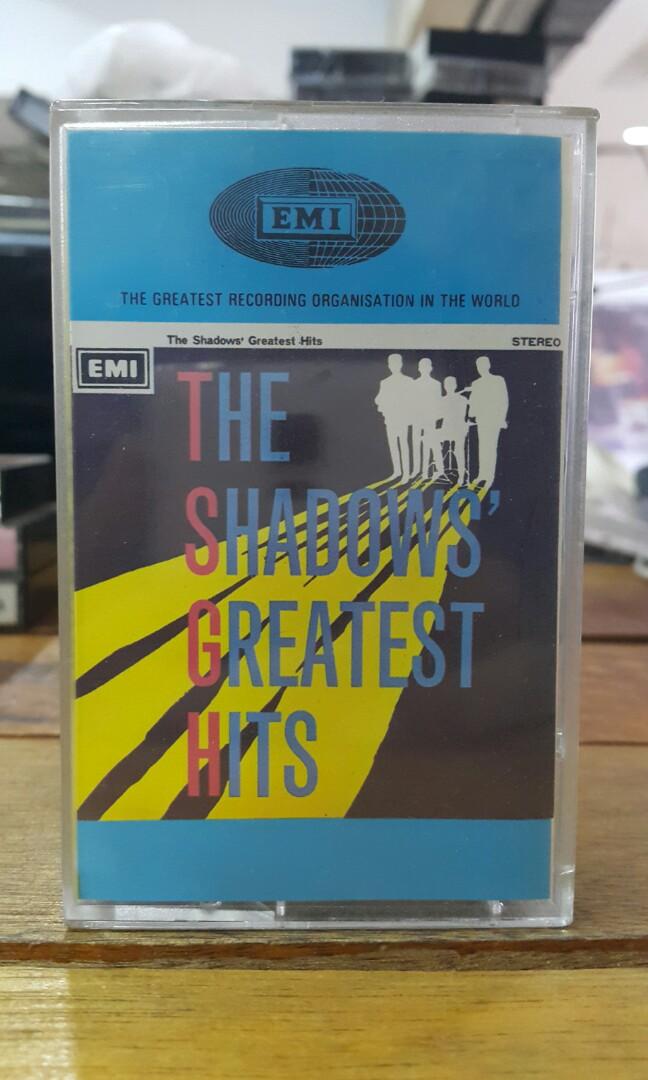 EMI
THE GREATEST RECORDING ORGANISATION IN THE WORLD
The Shadows' Greatest Hits STEREO
EMI
THE
SHADOWS'
GREATEST
HITS